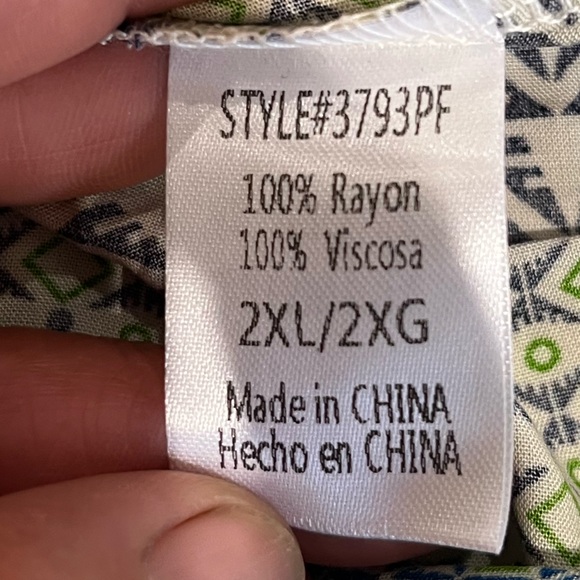 STYLE#3793PF
100% Rayon
100% Viscosa
2XL/2XG
Made in CHINA
Hecho en CHINA